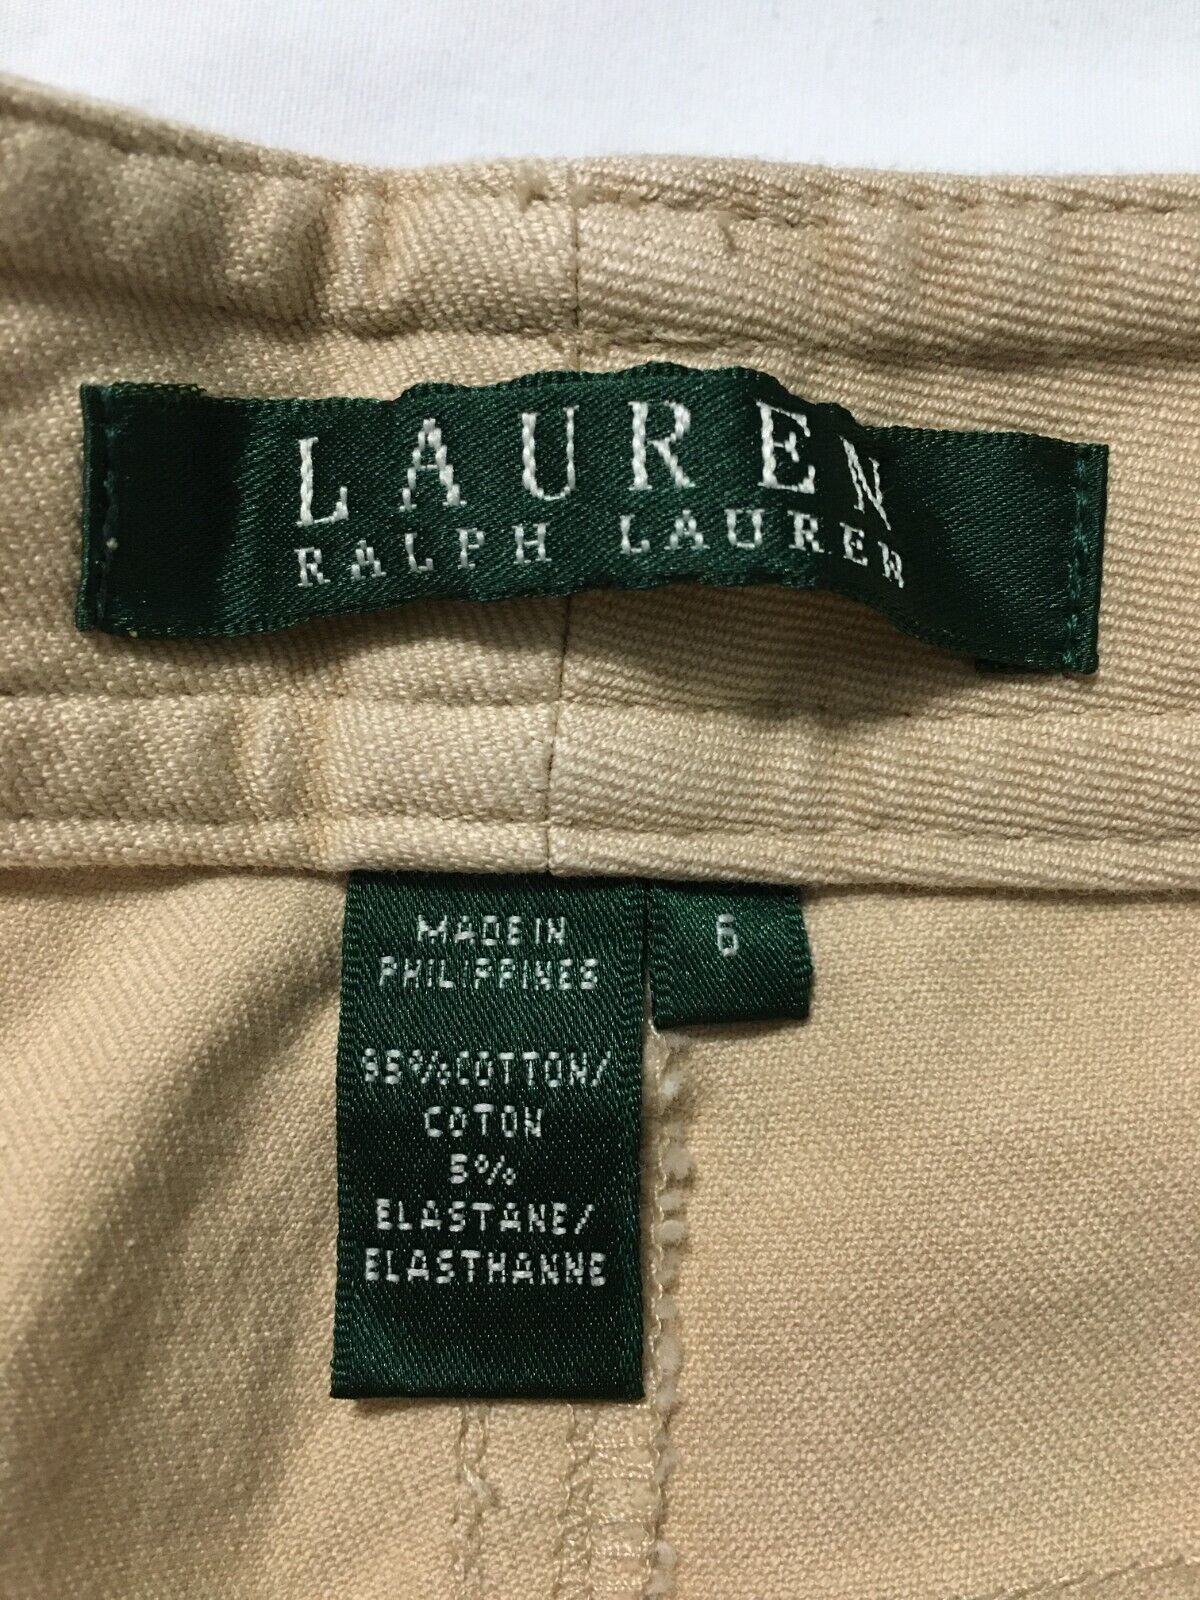 LAUREN
RALPH LAUREN
MADE IN
PHILIPPINES
6
95% COTTON/
COTON
5%
ELASTANE/
ELASTHANNE